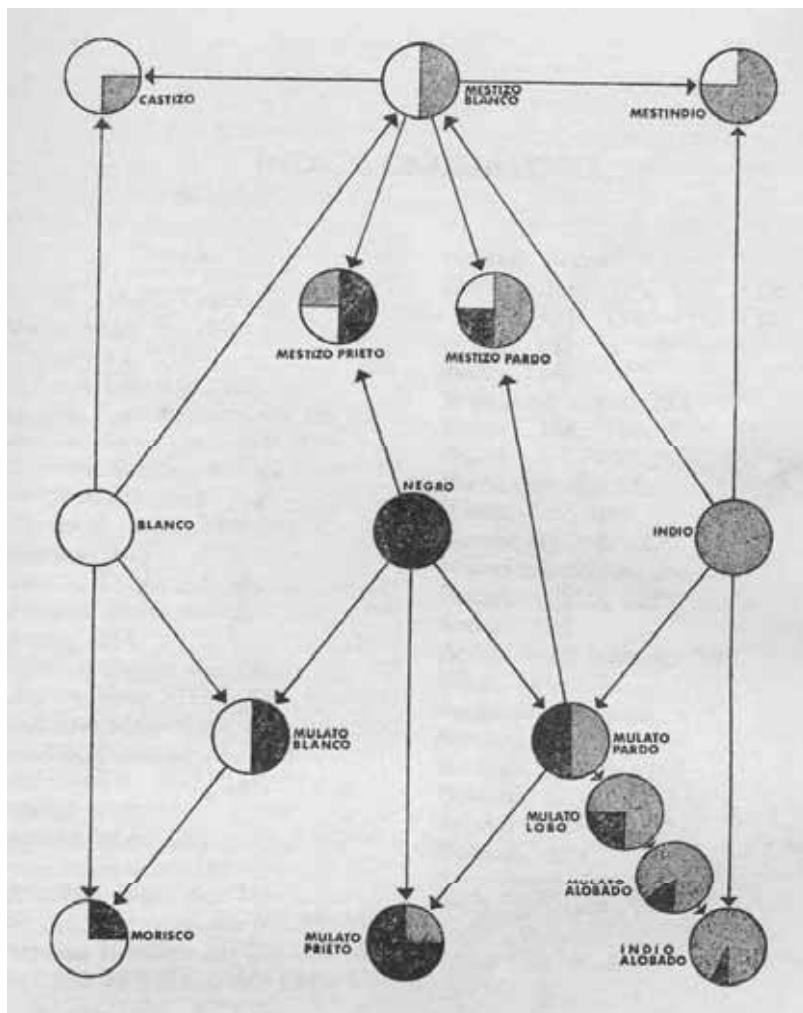 CASTIZO
MESTIZO
BLANCO
MESTINDIO
MESTIZO PRIETO
MESTIZO PARDO
BLANCO
NEGRO
INDIO
MULATO
BLANCO
MULATO
PARDO
MULATO
LOBO
MULATO
ALOBADO
MORISCO
MULATO
PRIETO
INDIO
ALOBADO